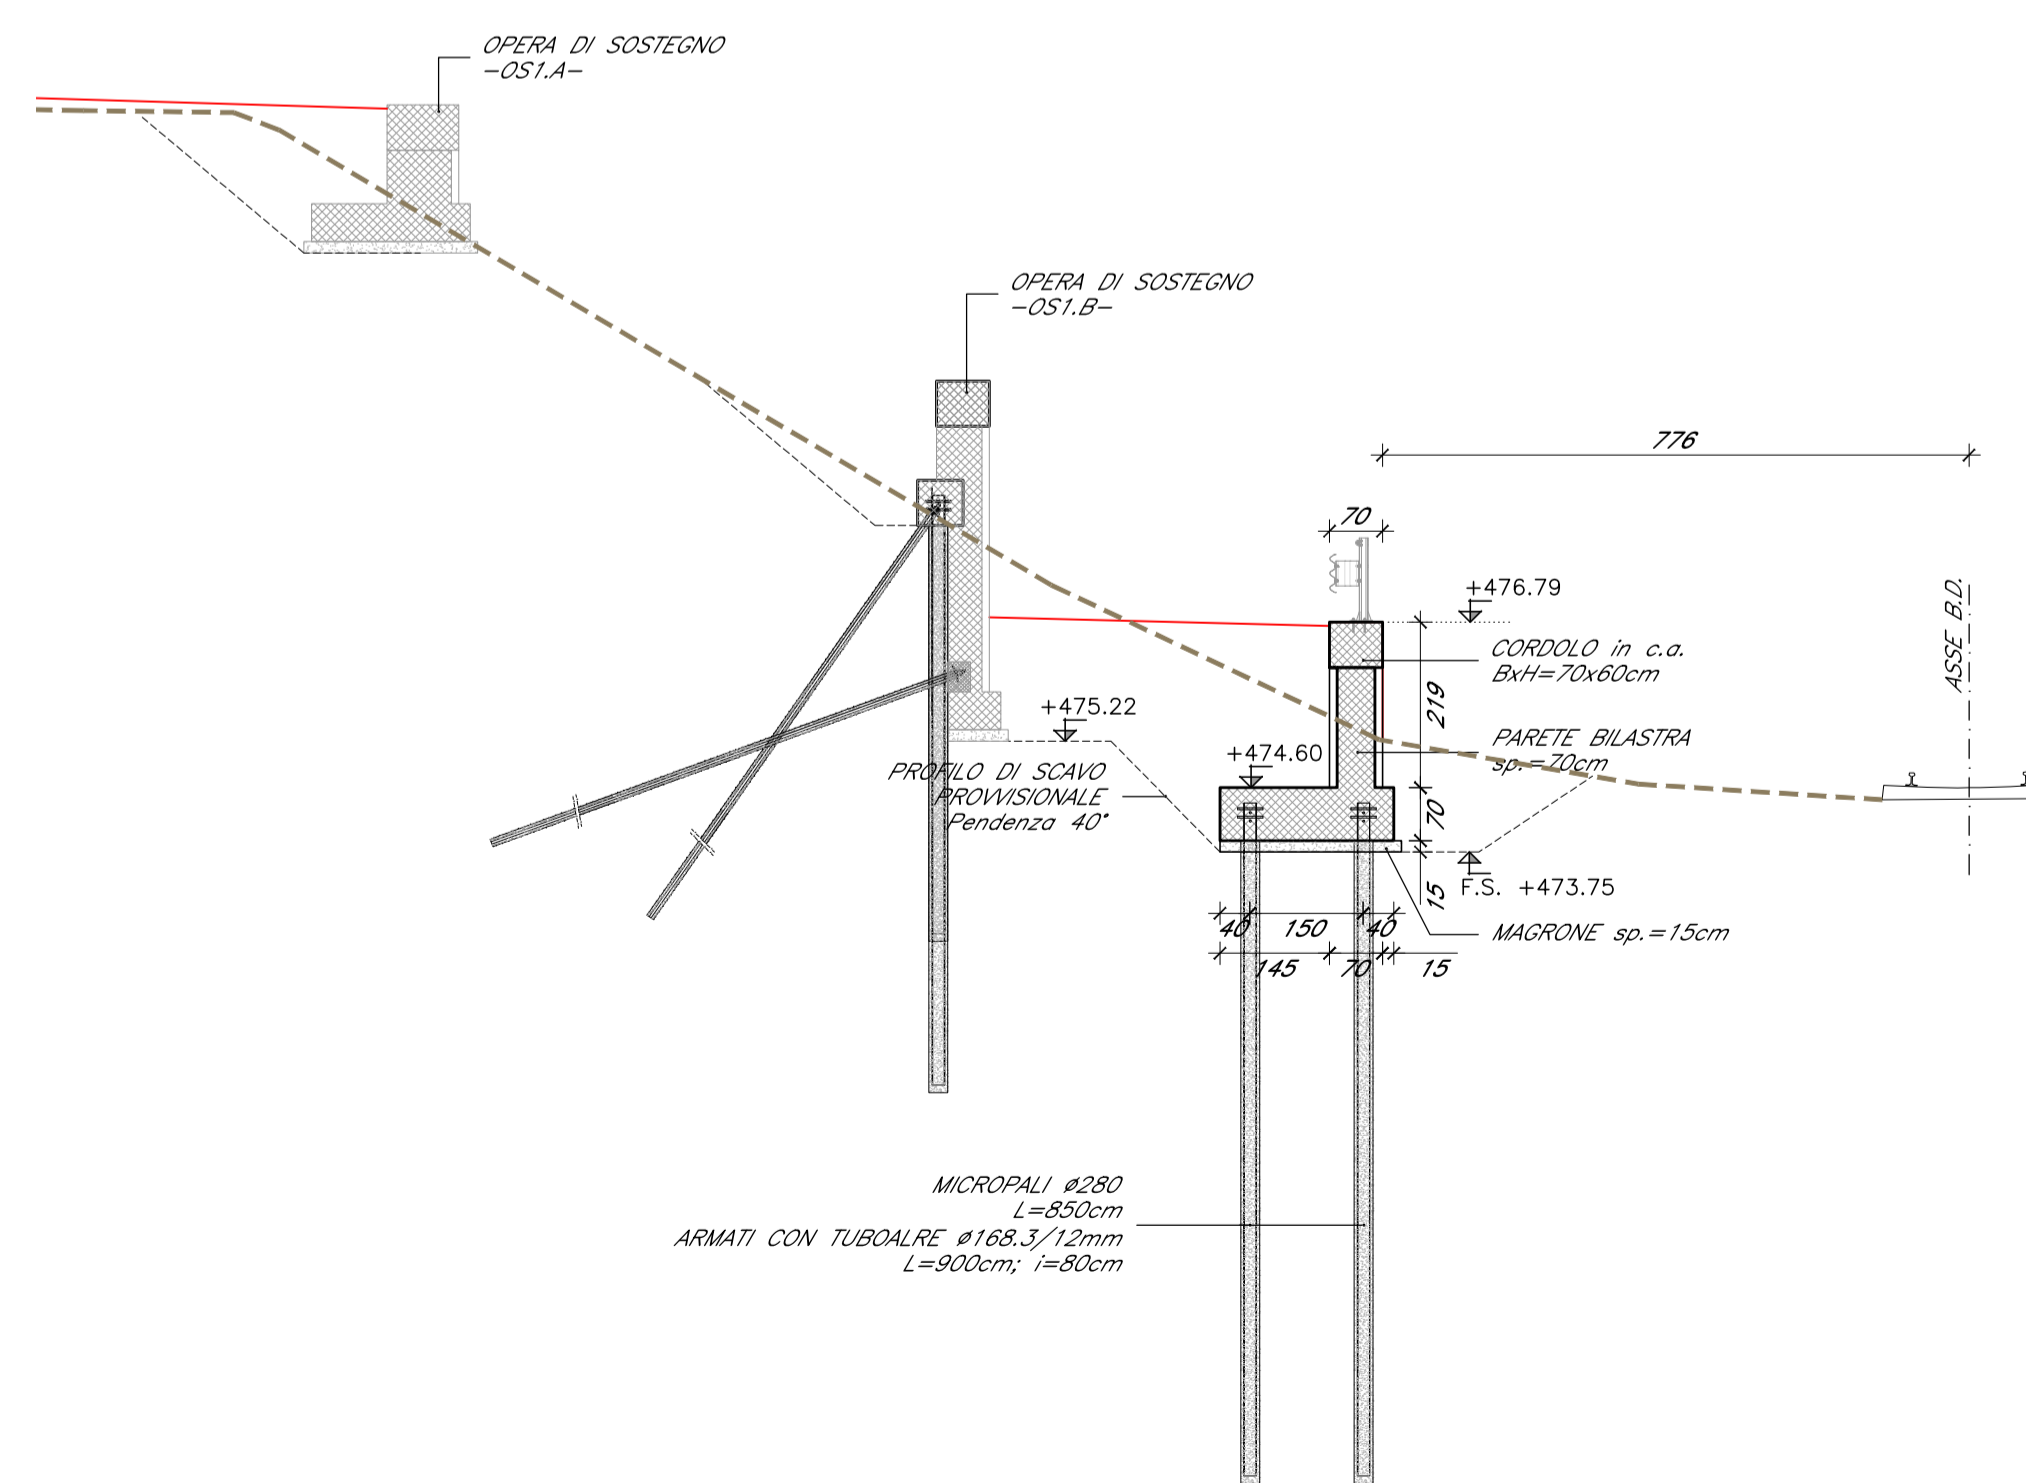 OPERA DI SOSTEGNO
-OS1.A-
OPERA DI SOSTEGNO
-OS1.B-
776
70
+476.79
ASSE B.D.
CORDOLO in c.a.
BxH=70x60cm
219
+475.22
PARETE BILASTRA
sp.=70cm
+474.60
PROFILO DI SCAVO
PROVVISIONALE
Pendenza 40°
70
15
F.S. +473.75
40 150 40
MAGRONE sp.=15cm
145 70 15
MICROPALI ø280
L=850cm
ARMATI CON TUBOALRE ø168.3/12mm
L=900cm; i=80cm